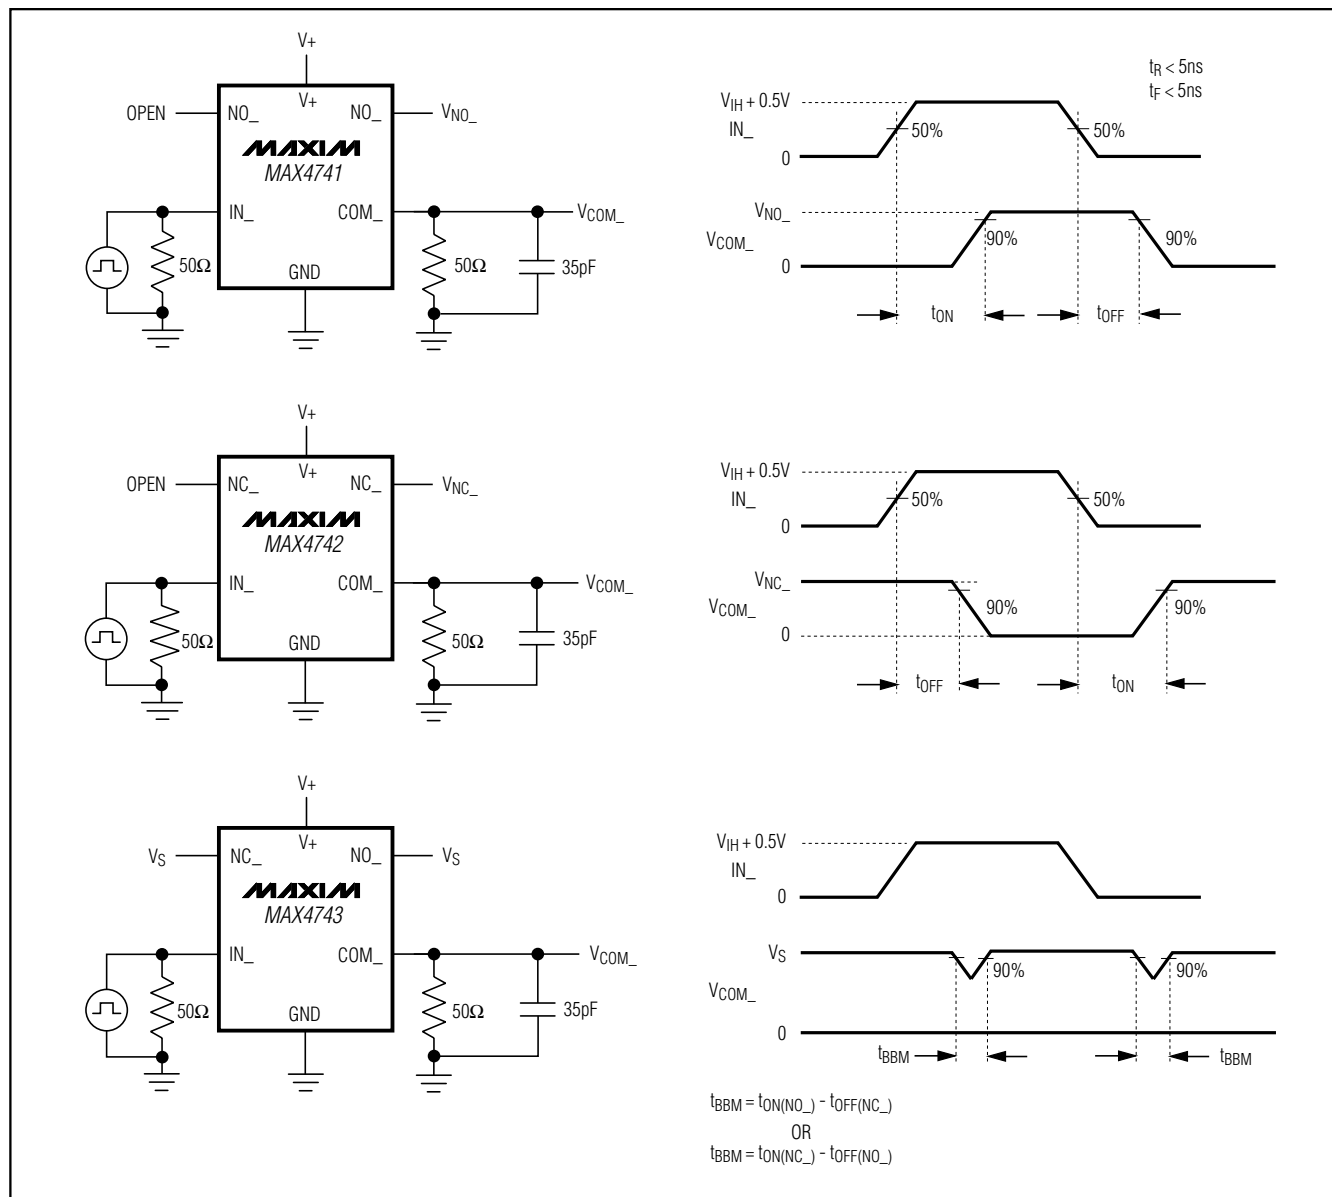 V+
OPEN
NO_
V+
NO_
V_NO_
MAXIM
MAX4741
IN_
COM_
V_COM_
50Ω
GND
50Ω
35pF
t_R < 5ns
t_F < 5ns
V_IH + 0.5V
IN_
50%
50%
0
V_NO_
V_COM_
90%
90%
0
t_ON
t_OFF
V+
OPEN
NC_
V+
NC_
V_NC_
MAXIM
MAX4742
IN_
COM_
V_COM_
50Ω
GND
50Ω
35pF
V_IH + 0.5V
IN_
50%
50%
0
V_NC_
V_COM_
90%
90%
0
t_OFF
t_ON
V+
V_S
NC_
V+
NO_
V_S
MAXIM
MAX4743
IN_
COM_
V_COM_
50Ω
GND
50Ω
35pF
V_IH + 0.5V
IN_
0
V_S
90%
90%
V_COM_
0
t_BBM
t_BBM
t_BBM = t_ON(NO_) - t_OFF(NC_)
OR
t_BBM = t_ON(NC_) - t_OFF(NO_)